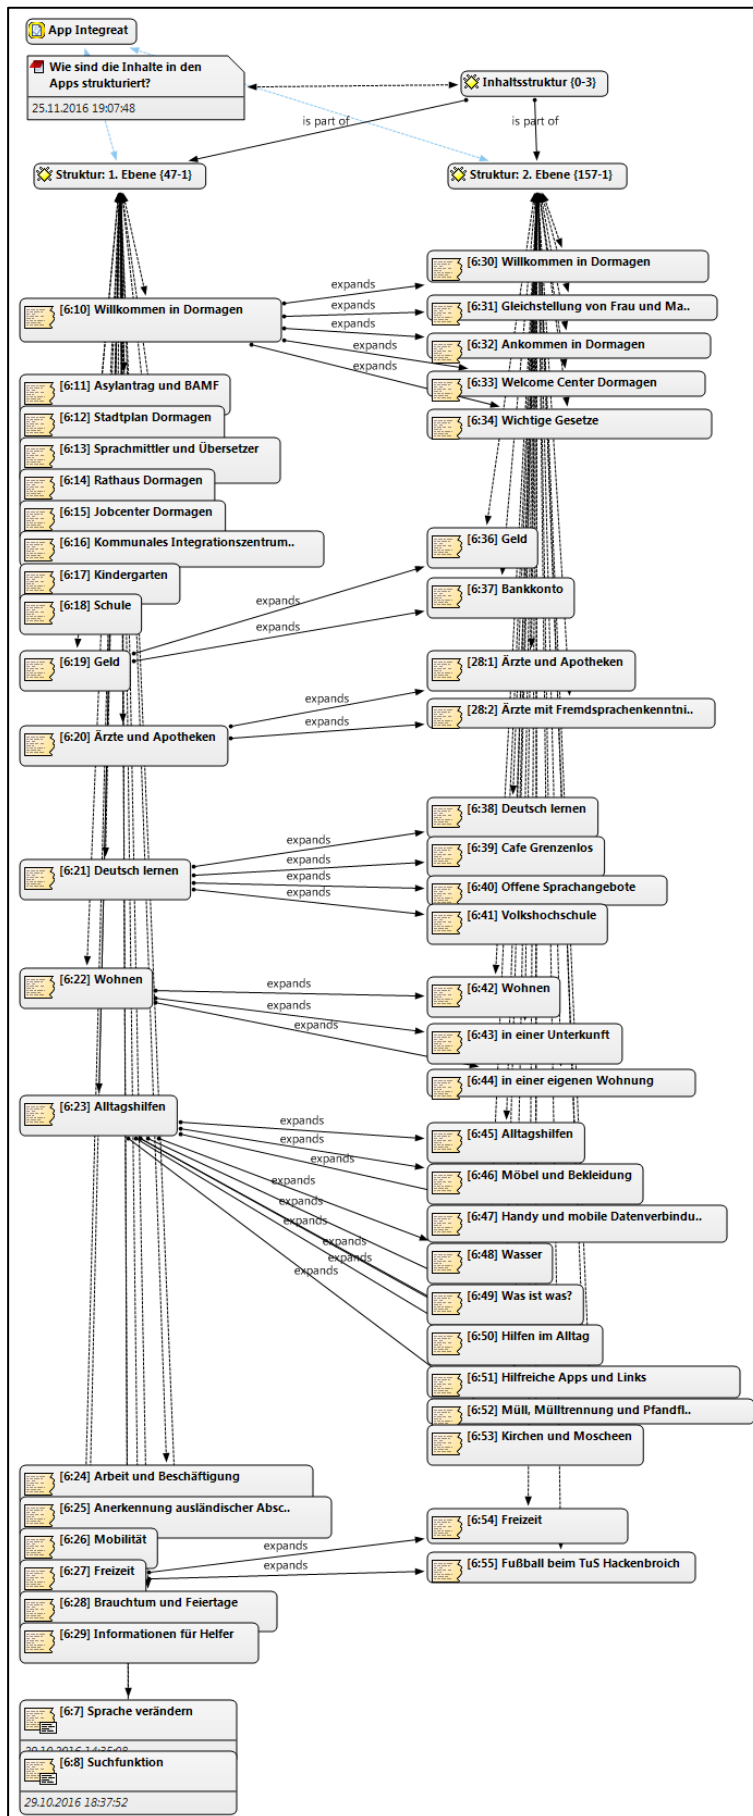 App Integreat
Wie sind die Inhalte in den
Apps strukturiert?
25.11.2016 19:07:48
Inhaltsstruktur {0-3}
is part of
is part of
Struktur: 1. Ebene {47-1}
Struktur: 2. Ebene {157-1}
[6:10] Willkommen in Dormagen
expands
expands
expands
expands
expands
[6:30] Willkommen in Dormagen
[6:31] Gleichstellung von Frau und Ma..
[6:32] Ankommen in Dormagen
[6:33] Welcome Center Dormagen
[6:34] Wichtige Gesetze
[6:11] Asylantrag und BAMF
[6:12] Stadtplan Dormagen
[6:13] Sprachmittler und Übersetzer
[6:14] Rathaus Dormagen
[6:15] Jobcenter Dormagen
[6:16] Kommunales Integrationszentrum..
[6:17] Kindergarten
[6:18] Schule
[6:19] Geld
expands
expands
[6:36] Geld
[6:37] Bankkonto
[6:20] Ärzte und Apotheken
expands
expands
[28:1] Ärzte und Apotheken
[28:2] Ärzte mit Fremdsprachenkenntni..
[6:21] Deutsch lernen
expands
expands
expands
expands
[6:38] Deutsch lernen
[6:39] Cafe Grenzenlos
[6:40] Offene Sprachangebote
[6:41] Volkshochschule
[6:22] Wohnen
expands
expands
expands
[6:42] Wohnen
[6:43] in einer Unterkunft
[6:44] in einer eigenen Wohnung
[6:23] Alltagshilfen
expands
expands
expands
expands
expands
expands
expands
[6:45] Alltagshilfen
[6:46] Möbel und Bekleidung
[6:47] Handy und mobile Datenverbindu..
[6:48] Wasser
[6:49] Was ist was?
[6:50] Hilfen im Alltag
[6:51] Hilfreiche Apps und Links
[6:52] Müll, Mülltrennung und Pfandfl..
[6:53] Kirchen und Moscheen
[6:24] Arbeit und Beschäftigung
[6:25] Anerkennung ausländischer Absc..
[6:26] Mobilität
[6:27] Freizeit
expands
expands
[6:54] Freizeit
[6:55] Fußball beim TuS Hackenbroich
[6:28] Brauchtum und Feiertage
[6:29] Informationen für Helfer
[6:7] Sprache verändern
[6:8] Suchfunktion
29.10.2016 18:37:52